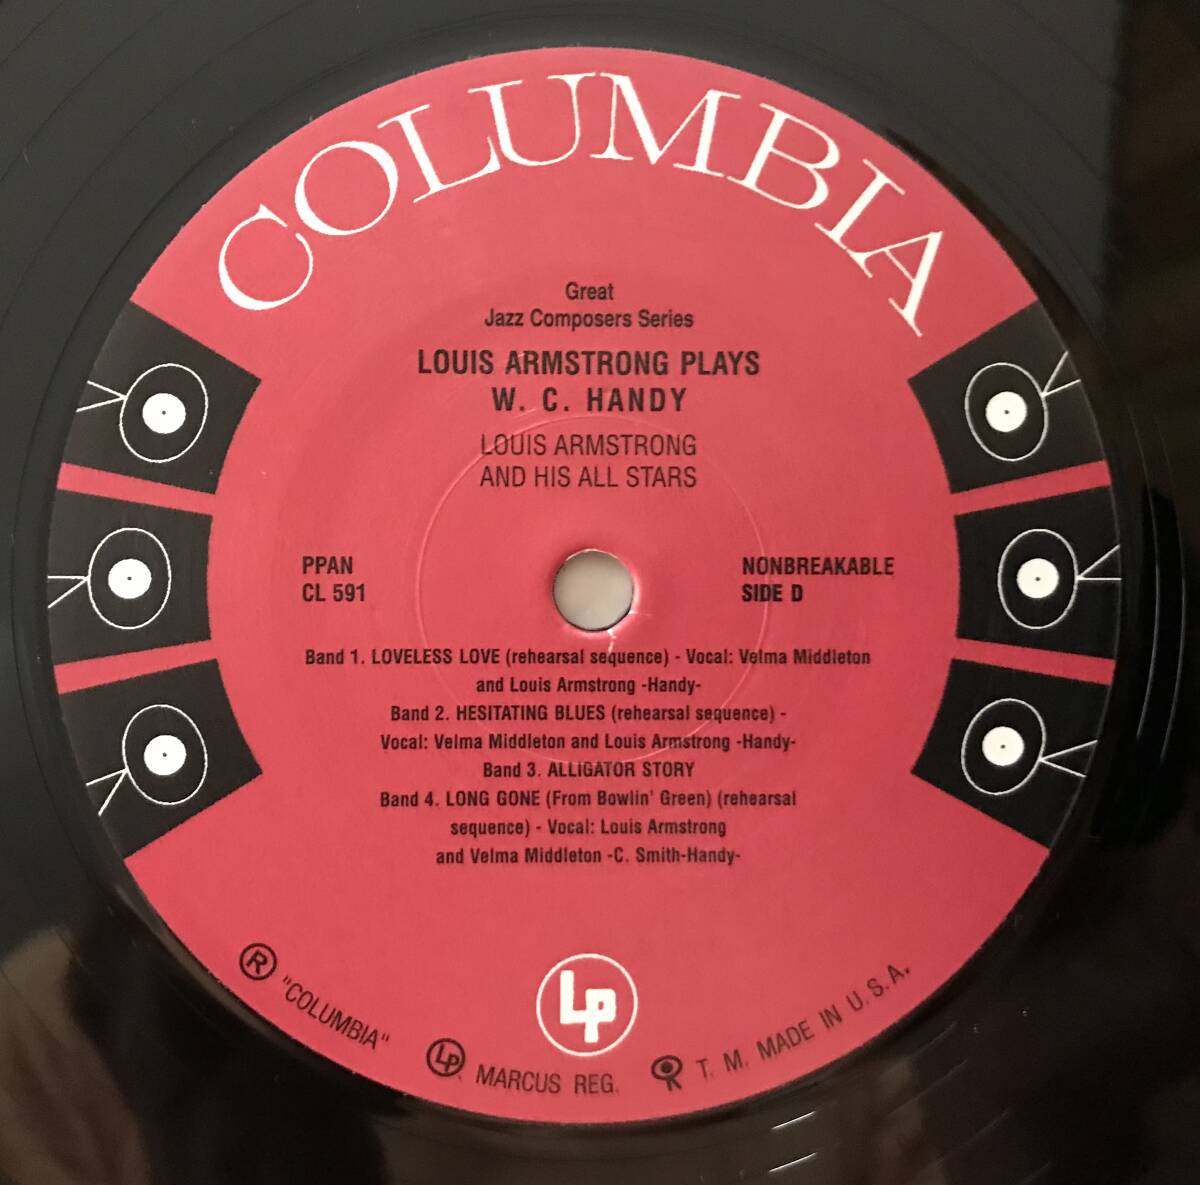 COLUMBIA
Great
Jazz Composers Series
LOUIS ARMSTRONG PLAYS
W. C. HANDY
LOUIS ARMSTRONG
AND HIS ALL STARS
PPAN
CL 591
NONBREAKABLE
SIDE D
Band 1. LOVELESS LOVE (rehearsal sequence) - Vocal: Velma Middleton
and Louis Armstrong -Handy-
Band 2. HESITATING BLUES (rehearsal sequence) -
Vocal: Velma Middleton and Louis Armstrong -Handy-
Band 3. ALLIGATOR STORY
Band 4. LONG GONE (From Bowlin' Green) (rehearsal
sequence) - Vocal: Louis Armstrong
and Velma Middleton -C. Smith-Handy-
LP
® "COLUMBIA" LP MARCUS REG. T. M. MADE IN U.S.A.